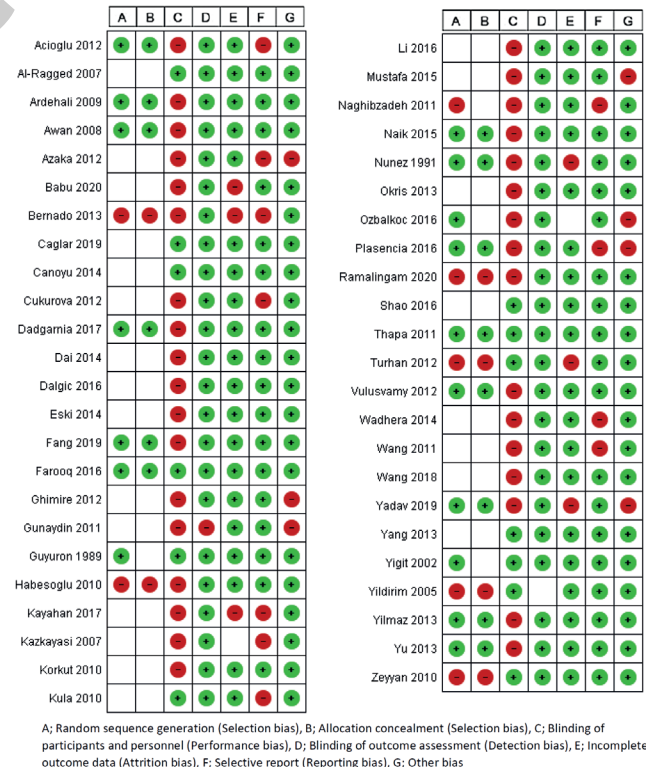 A B C D E F G
Acioglu 2012 + + - + + - +
Al-Ragged 2007 + + + + +
Ardehali 2009 + + - + + + +
Awan 2008 + + - + + + +
Azaka 2012 - + + - -
Babu 2020 - + - + +
Bernado 2013 - - - + - - +
Caglar 2019 + + + + +
Canoyu 2014 + + + + +
Cukurova 2012 - + + - +
Dadgarnia 2017 + + - + + + +
Dai 2014 - + + + +
Dalgic 2016 - + + + +
Eski 2014 - + + + +
Fang 2019 + + - + + + +
Farooq 2016 + + + + + + +
Ghimire 2012 - + + + -
Gunaydin 2011 - - + + -
Guyuron 1989 + + + + + +
Habesoglu 2010 - - - + + + +
Kayahan 2017 - + - - +
Kazkayasi 2007 - + - +
Korkut 2010 - + + + +
Kula 2010 + + + - +
A B C D E F G
Li 2016 - + + + +
Mustafa 2015 - + + + -
Naghibzadeh 2011 - - + + - +
Naik 2015 + + - + + + +
Nunez 1991 + + - + - + +
Okris 2013 - + + + +
Ozbalkoc 2016 + - + + -
Plasencia 2016 + + - + + - -
Ramalingam 2020 - - - + + + +
Shao 2016 + + + + +
Thapa 2011 + + + + + + +
Turhan 2012 - - + + - + +
Vulusvamy 2012 + + - + + + +
Wadhera 2014 - + + - +
Wang 2011 - + + - +
Wang 2018 - + + + +
Yadav 2019 + + - + - + -
Yang 2013 + + + + +
Yigit 2002 + + + + + +
Yildirim 2005 - - + + + +
Yilmaz 2013 + + - + + + +
Yu 2013 + + - + + + +
Zeyyan 2010 - - + + + + +
A; Random sequence generation (Selection bias), B; Allocation concealment (Selection bias), C; Blinding of
participants and personnel (Performance bias), D; Blinding of outcome assessment (Detection bias), E; Incomplete
outcome data (Attrition bias), F; Selective report (Reporting bias), G: Other bias